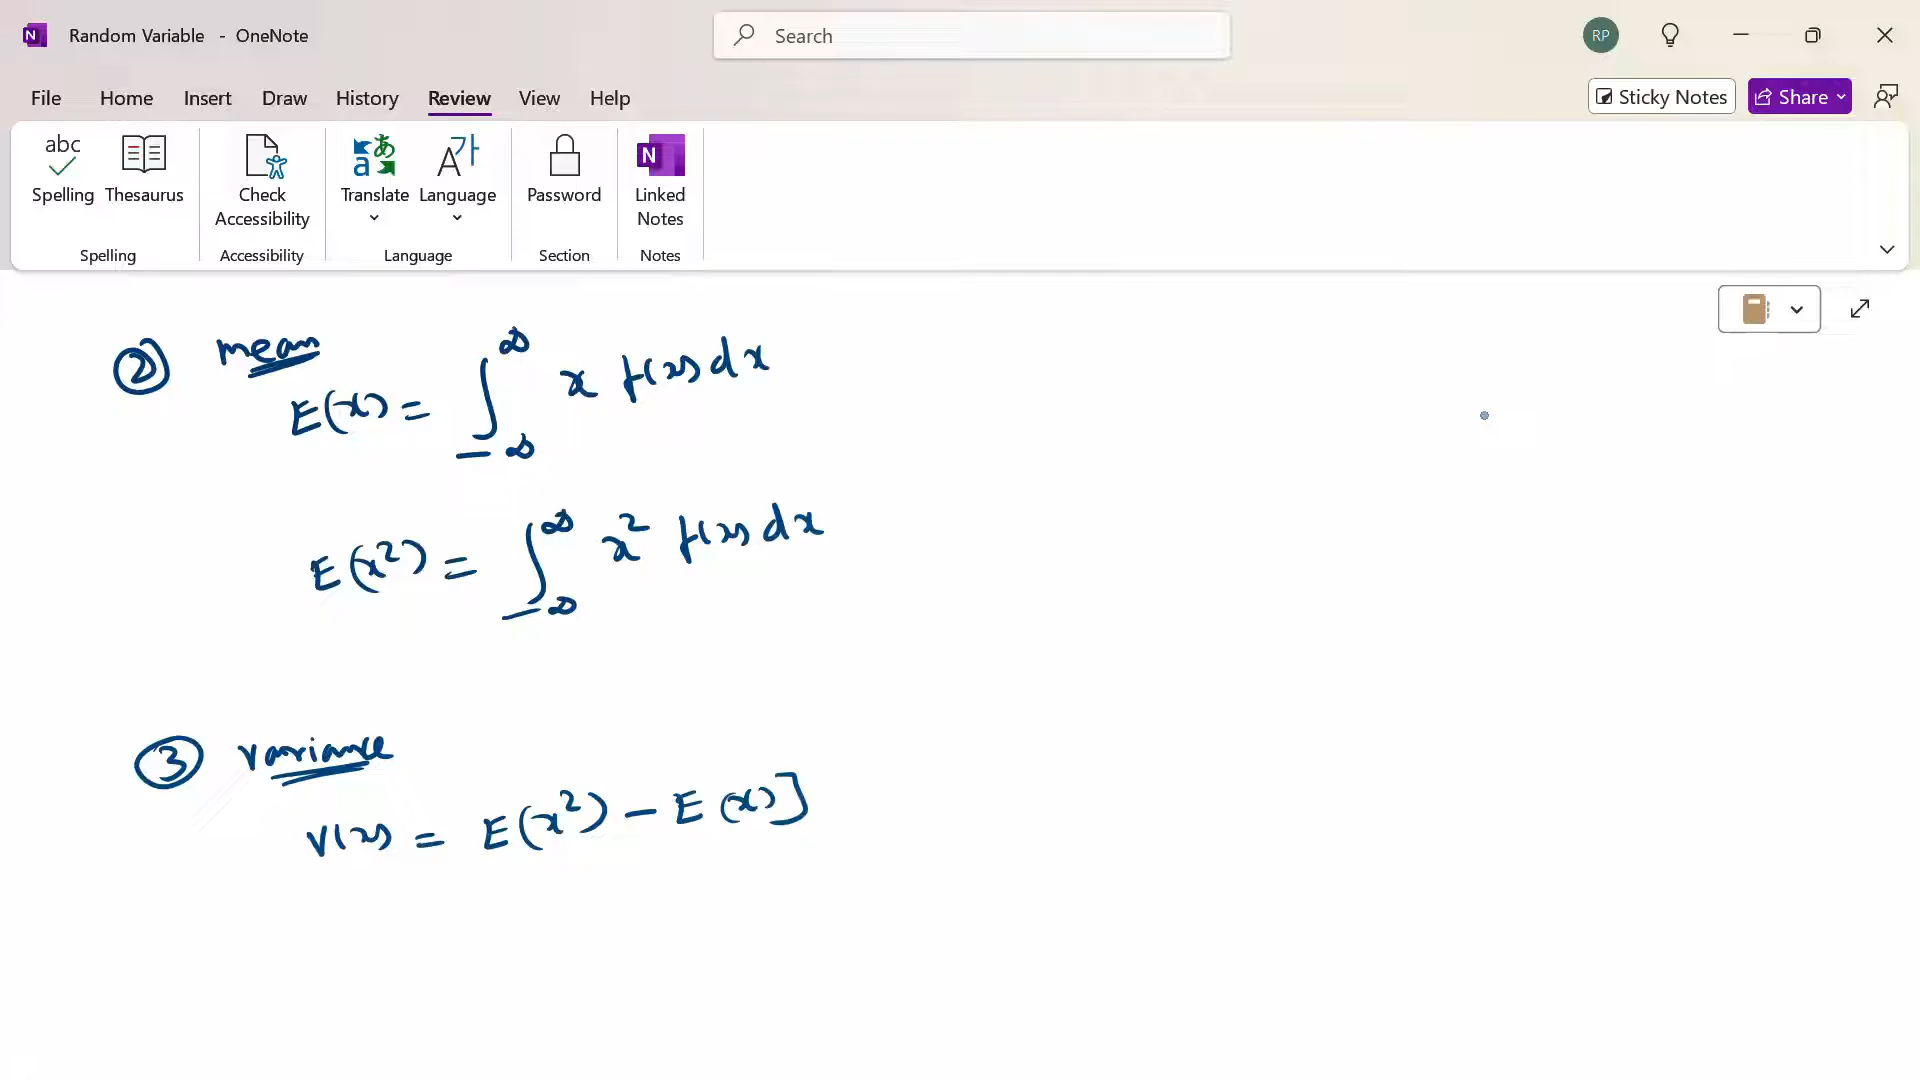 Random Variable - OneNote
Search
RP
File Home Insert Draw History Review View Help
Sticky Notes Share
abc
Spelling Thesaurus Check Accessibility Translate Language Password Linked Notes
Spelling Accessibility Language Section Notes
② mean
E(x) = ∫_{-∞}^{∞} x f(x) dx
E(x²) = ∫_{-∞}^{∞} x² f(x) dx
③ variance
V(x) = E(x²) - E(x)]